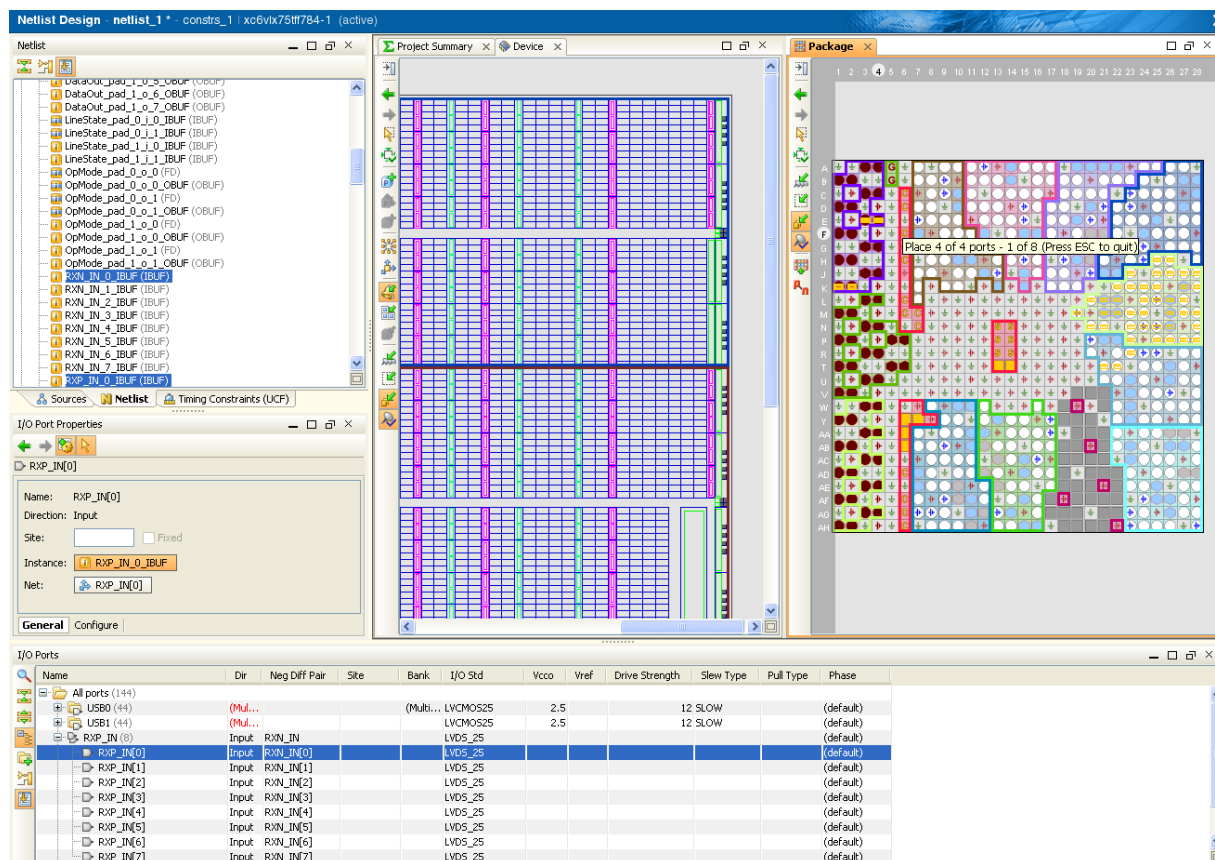 Netlist Design - netlist_1 * - constrs_1 | xc6vlx75tff784-1 (active)
Netlist
DataOut_pad_1_o_5_OBUF (OBUF)
DataOut_pad_1_o_6_OBUF (OBUF)
DataOut_pad_1_o_7_OBUF (OBUF)
LineState_pad_0_i_0_IBUF (IBUF)
LineState_pad_0_i_1_IBUF (IBUF)
LineState_pad_1_i_0_IBUF (IBUF)
LineState_pad_1_i_1_IBUF (IBUF)
OpMode_pad_0_o_0 (FD)
OpMode_pad_0_o_0_OBUF (OBUF)
OpMode_pad_0_o_1 (FD)
OpMode_pad_0_o_1_OBUF (OBUF)
OpMode_pad_1_o_0 (FD)
OpMode_pad_1_o_0_OBUF (OBUF)
OpMode_pad_1_o_1 (FD)
OpMode_pad_1_o_1_OBUF (OBUF)
RXN_IN_0_IBUF (IBUF)
RXN_IN_1_IBUF (IBUF)
RXN_IN_2_IBUF (IBUF)
RXN_IN_3_IBUF (IBUF)
RXN_IN_4_IBUF (IBUF)
RXN_IN_5_IBUF (IBUF)
RXN_IN_6_IBUF (IBUF)
RXN_IN_7_IBUF (IBUF)
RXP_IN_0_IBUF (IBUF)
Sources Netlist Timing Constraints (UCF)
I/O Port Properties
RXP_IN[0]
Name: RXP_IN[0]
Direction: Input
Site: Fixed
Instance: RXP_IN_0_IBUF
Net: RXP_IN[0]
General Configure
Project Summary Device
Package
1 2 3 4 5 6 7 8 9 10 11 12 13 14 15 16 17 18 19 20 21 22 23 24 25 26 27 28
A
B
C
D
E
F
G
H
J
K
L
M
N
P
R
T
U
V
W
Y
AA
AB
AC
AD
AE
AF
AG
AH
Place 4 of 4 ports - 1 of 8 (Press ESC to quit)
I/O Ports
Name Dir Neg Diff Pair Site Bank I/O Std Vcco Vref Drive Strength Slew Type Pull Type Phase
All ports (144)
USB0 (44) (Mul... (Multi... LVCMOS25 2.5 12 SLOW (default)
USB1 (44) (Mul... LVCMOS25 2.5 12 SLOW (default)
RXP_IN (8) Input RXN_IN LVDS_25 (default)
RXP_IN[0] Input RXN_IN[0] LVDS_25 (default)
RXP_IN[1] Input RXN_IN[1] LVDS_25 (default)
RXP_IN[2] Input RXN_IN[2] LVDS_25 (default)
RXP_IN[3] Input RXN_IN[3] LVDS_25 (default)
RXP_IN[4] Input RXN_IN[4] LVDS_25 (default)
RXP_IN[5] Input RXN_IN[5] LVDS_25 (default)
RXP_IN[6] Input RXN_IN[6] LVDS_25 (default)
RXP_IN[7] Input RXN_IN[7] LVDS_25 (default)